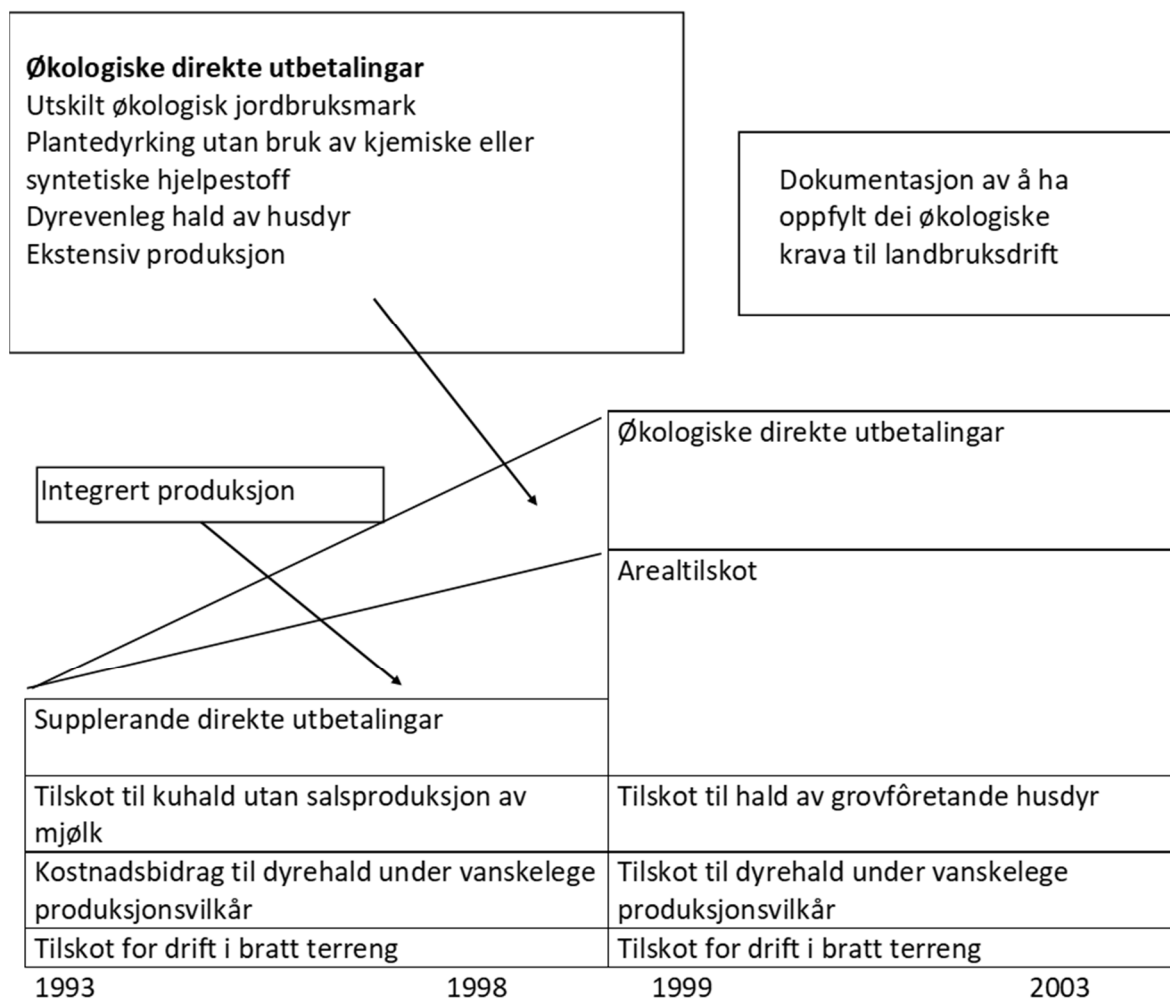 Økologiske direkte utbetalingar
Utskilt økologisk jordbruksmark
Plantedyrking utan bruk av kjemiske eller
syntetiske hjelpestoff
Dyrevenleg hald av husdyr
Ekstensiv produksjon
Dokumentasjon av å ha
oppfylt dei økologiske
krava til landbruksdrift
Økologiske direkte utbetalingar
Integrert produksjon
Arealtilskot
Supplerande direkte utbetalingar
Tilskot til kuhald utan salsproduksjon av
mjølk
Tilskot til hald av grovfôretande husdyr
Kostnadsbidrag til dyrehald under vanskelege
produksjonsvilkår
Tilskot til dyrehald under vanskelege
produksjonsvilkår
Tilskot for drift i bratt terreng
Tilskot for drift i bratt terreng
1993 1998 1999 2003